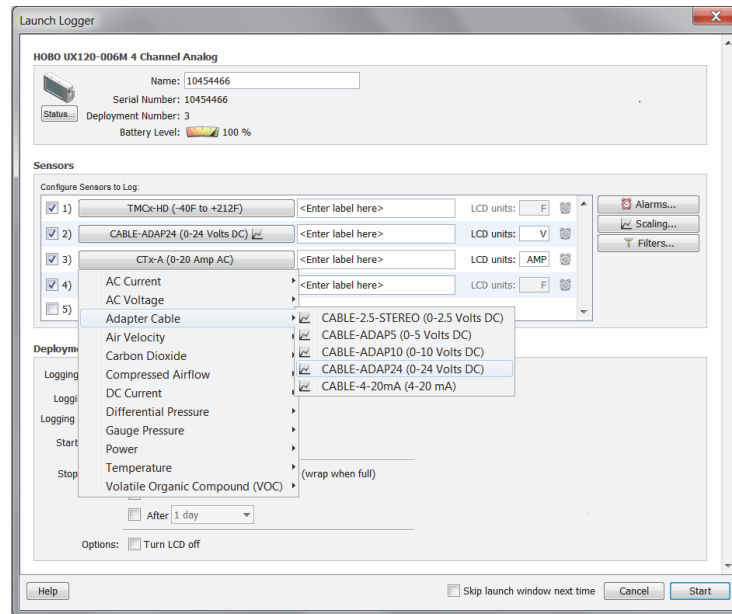 Launch Logger
HOBO UX120-006M 4 Channel Analog
Name: 10454466
Serial Number: 10454466
Status... Deployment Number: 3
Battery Level: 100 %
Sensors
Configure Sensors to Log:
1) TMCx-HD (-40F to +212F) <Enter label here> LCD units: F Alarms...
2) CABLE-ADAP24 (0-24 Volts DC) <Enter label here> LCD units: V Scaling...
3) CTx-A (0-20 Amp AC) <Enter label here> LCD units: AMP Filters...
4) <Enter label here> LCD units: F
5)
AC Current
AC Voltage
Adapter Cable
Air Velocity
Carbon Dioxide
Compressed Airflow
DC Current
Differential Pressure
Gauge Pressure
Power
Temperature
Volatile Organic Compound (VOC)
CABLE-2.5-STEREO (0-2.5 Volts DC)
CABLE-ADAP5 (0-5 Volts DC)
CABLE-ADAP10 (0-10 Volts DC)
CABLE-ADAP24 (0-24 Volts DC)
CABLE-4-20mA (4-20 mA)
Deploym
Logging
Loggi
Logging
Start
Stop (wrap when full)
After 1 day
Options: Turn LCD off
Help Skip launch window next time Cancel Start